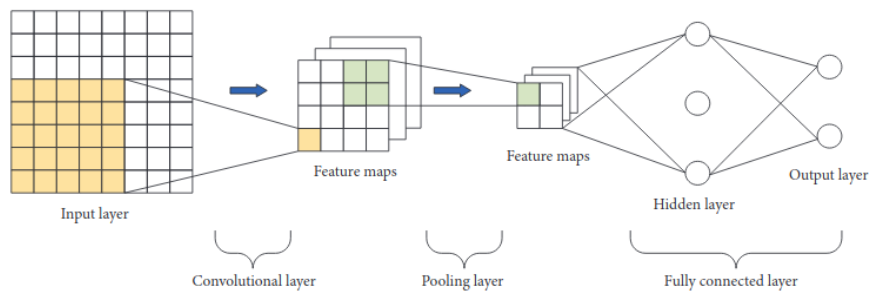 Input layer
Feature maps
Feature maps
Hidden layer
Output layer
Convolutional layer
Pooling layer
Fully connected layer